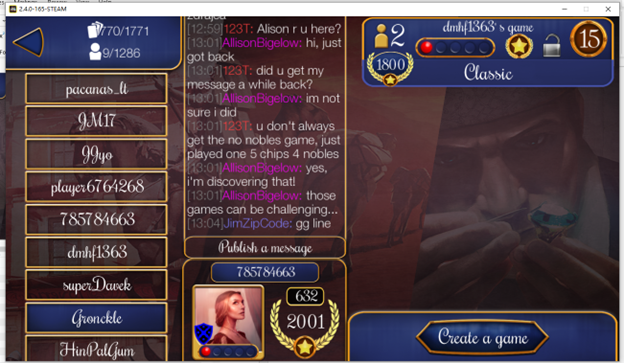 2.4.0-165-STEAM
770/1771
9/1286
pacanas_lt
JM17
JJyo
player6764268
785784663
dmhf1363
superDavek
Gronckle
HinPalGum
[12:59]123T: Alison r u here?
[13:01]AllisonBigelow: hi, just
got back
[13:01]123T: did u get my
message a while back?
[13:01]AllisonBigelow: im not
sure i did
[13:01]123T: u don't always
get the no nobles game, just
played one 5 chips 4 nobles
[13:01]AllisonBigelow: yes,
i'm discovering that!
[13:01]AllisonBigelow: those
games can be challenging...
[13:04]JimZipCode: gg line
Publish a message
785784663
632
2001
2
dmhf1363's game
15
1800
Classic
Create a game